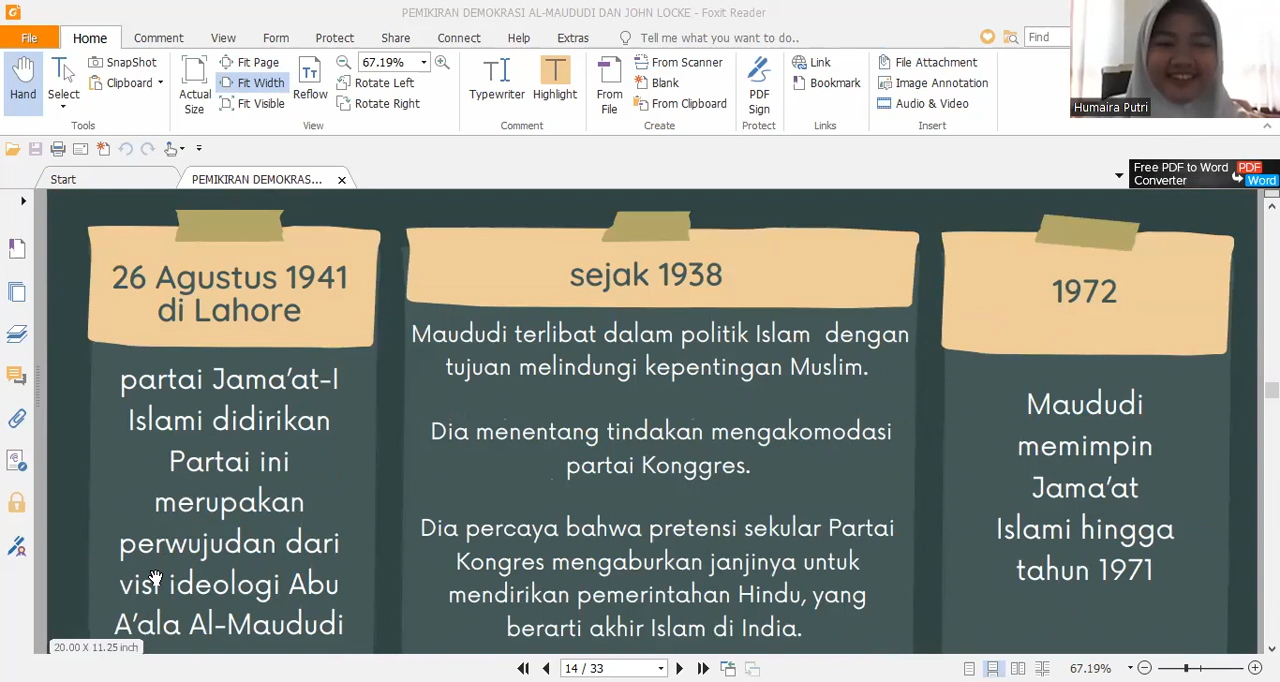 PEMIKIRAN DEMOKRASI AL-MAUDUDI DAN JOHN LOCKE - Foxit Reader
File Home Comment View Form Protect Share Connect Help Extras Tell me what you want to do.. Find
Hand
Select
SnapShot
Clipboard
Tools
Actual Size
Fit Page
Fit Width
Fit Visible
Reflow
67.19%
Rotate Left
Rotate Right
View
Typewriter
Highlight
Comment
From File
From Scanner
Blank
From Clipboard
Create
PDF Sign
Protect
Link
Bookmark
Links
File Attachment
Image Annotation
Audio & Video
Insert
Humaira Putri
Start PEMIKIRAN DEMOKRAS...
Free PDF to Word Converter
PDF
Word
26 Agustus 1941
di Lahore
partai Jama’at-I
Islami didirikan
Partai ini
merupakan
perwujudan dari
visi ideologi Abu
A’ala Al-Maududi
sejak 1938
Maududi terlibat dalam politik Islam dengan
tujuan melindungi kepentingan Muslim.
Dia menentang tindakan mengakomodasi
partai Konggres.
Dia percaya bahwa pretensi sekular Partai
Kongres mengaburkan janjinya untuk
mendirikan pemerintahan Hindu, yang
berarti akhir Islam di India.
1972
Maududi
memimpin
Jama’at
Islami hingga
tahun 1971
20.00 X 11.25 inch
14 / 33
67.19%